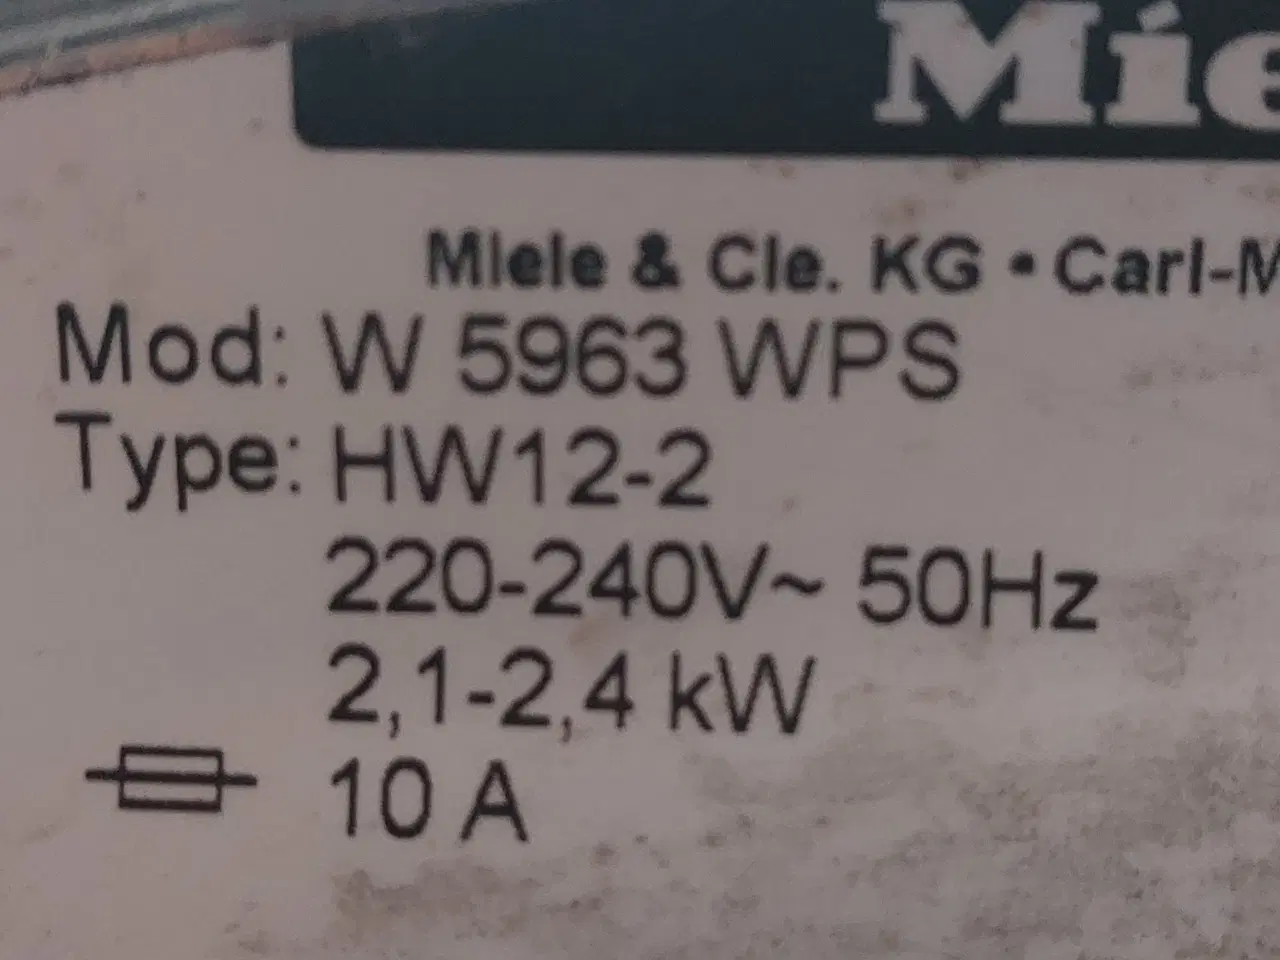 Mie
Miele & Cie. KG • Carl-M
Mod: W 5963 WPS
Type: HW12-2
220-240V~ 50Hz
2,1-2,4 kW
10 A